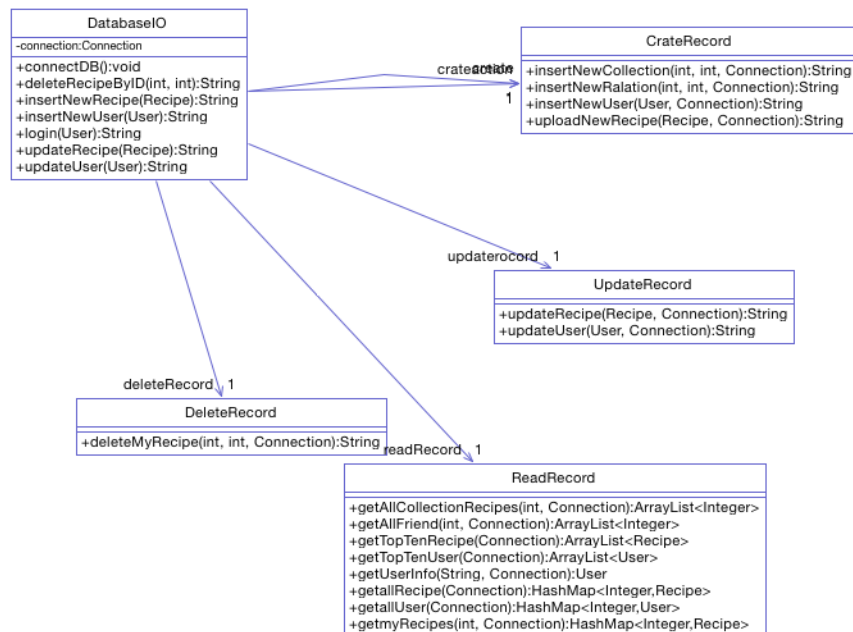 DatabaseIO
-connection:Connection
+connectDB():void
+deleteRecipeByID(int, int):String
+insertNewRecipe(Recipe):String
+insertNewUser(User):String
+login(User):String
+updateRecipe(Recipe):String
+updateUser(User):String
create
1
CrateRecord
+insertNewCollection(int, int, Connection):String
+insertNewRalation(int, int, Connection):String
+insertNewUser(User, Connection):String
+uploadNewRecipe(Recipe, Connection):String
updaterocord 1
UpdateRecord
+updateRecipe(Recipe, Connection):String
+updateUser(User, Connection):String
deleteRecord 1
DeleteRecord
+deleteMyRecipe(int, int, Connection):String
readRecord 1
ReadRecord
+getAllCollectionRecipes(int, Connection):ArrayList<Integer>
+getAllFriend(int, Connection):ArrayList<Integer>
+getTopTenRecipe(Connection):ArrayList<Recipe>
+getTopTenUser(Connection):ArrayList<User>
+getUserInfo(String, Connection):User
+getallRecipe(Connection):HashMap<Integer,Recipe>
+getallUser(Connection):HashMap<Integer,User>
+getmyRecipes(int, Connection):HashMap<Integer,Recipe>